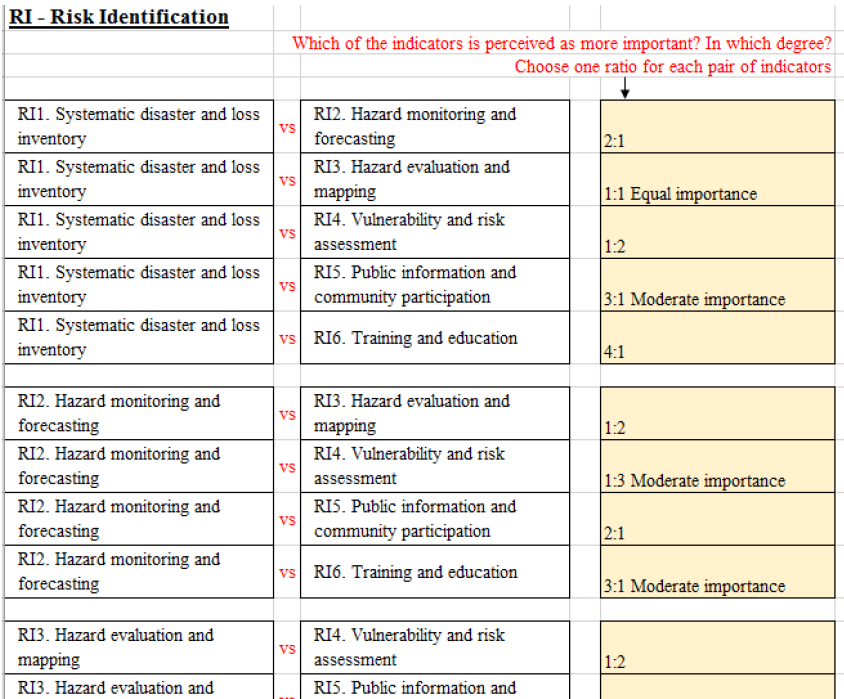 RI - Risk Identification
Which of the indicators is perceived as more important? In which degree?
Choose one ratio for each pair of indicators
RI1. Systematic disaster and loss
inventory
vs
RI2. Hazard monitoring and
forecasting
2:1
RI1. Systematic disaster and loss
inventory
vs
RI3. Hazard evaluation and
mapping
1:1 Equal importance
RI1. Systematic disaster and loss
inventory
vs
RI4. Vulnerability and risk
assessment
1:2
RI1. Systematic disaster and loss
inventory
vs
RI5. Public information and
community participation
3:1 Moderate importance
RI1. Systematic disaster and loss
inventory
vs
RI6. Training and education
4:1
RI2. Hazard monitoring and
forecasting
vs
RI3. Hazard evaluation and
mapping
1:2
RI2. Hazard monitoring and
forecasting
vs
RI4. Vulnerability and risk
assessment
1:3 Moderate importance
RI2. Hazard monitoring and
forecasting
vs
RI5. Public information and
community participation
2:1
RI2. Hazard monitoring and
forecasting
vs
RI6. Training and education
3:1 Moderate importance
RI3. Hazard evaluation and
mapping
vs
RI4. Vulnerability and risk
assessment
1:2
RI3. Hazard evaluation and
RI5. Public information and